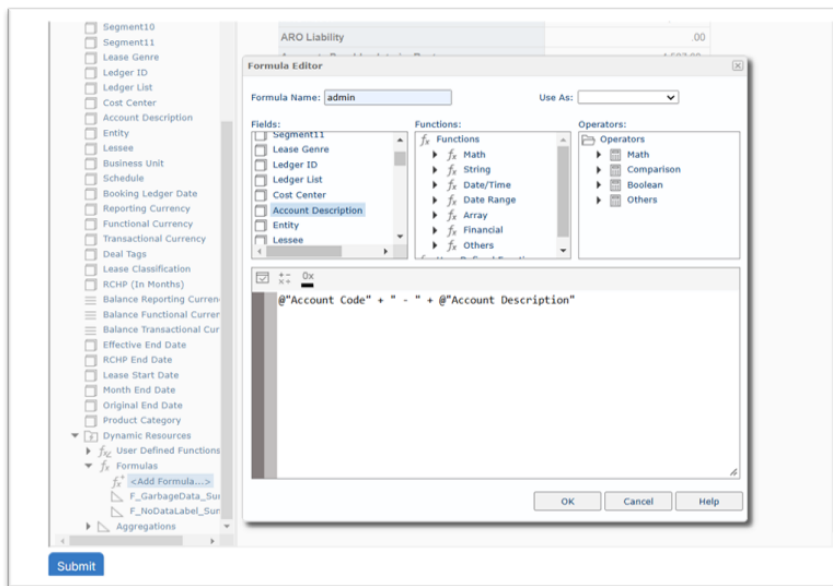 Segment10
Segment11
Lease Genre
Ledger ID
Ledger List
Cost Center
Account Description
Entity
Lessee
Business Unit
Schedule
Booking Ledger Date
Reporting Currency
Functional Currency
Transactional Currency
Deal Tags
Lease Classification
RCHP (In Months)
Balance Reporting Curren
Balance Functional Curren
Balance Transactional Cur
Effective End Date
RCHP End Date
Lease Start Date
Month End Date
Original End Date
Product Category
Dynamic Resources
User Defined Functions
Formulas
<Add Formula...>
F_GarbageData_Su
F_NoDataLabel_Sur
Aggregations
Submit
ARO Liability .00
Formula Editor
Formula Name: admin Use As:
Fields: Functions: Operators:
Segment11
Lease Genre
Ledger ID
Ledger List
Cost Center
Account Description
Entity
Lessee
Functions
Math
String
Date/Time
Date Range
Array
Financial
Others
Operators
Math
Comparison
Boolean
Others
0x
@"Account Code" + " - " + @"Account Description"
OK Cancel Help